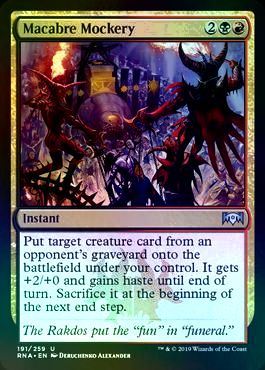 Macabre Mockery 2
Instant
Put target creature card from an
opponent's graveyard onto the
battlefield under your control. It gets
+2/+0 and gains haste until end of
turn. Sacrifice it at the beginning of
the next end step.
The Rakdos put the "fun" in "funeral."
191/259 U
RNA • EN Deruchenko Alexander
™ & © 2019 Wizards of the Coast